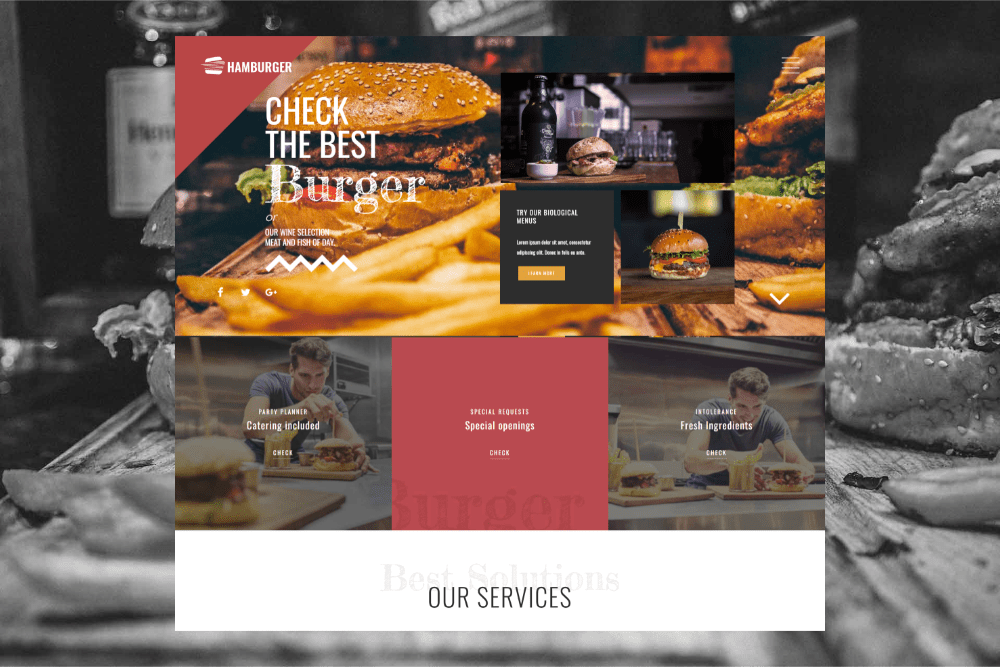 HAMBURGER
CHECK
THE BEST
Burger
or
OUR WINE SELECTION
MEAT AND FISH OF DAY..
TRY OUR BIOLOGICAL
MENUS
Lorem ipsum dolor sit amet, consectetur
adipiscing elit. Donec in felis eu ante.
LEARN MORE
PARTY PLANNER
Catering included
CHECK
SPECIAL REQUESTS
Special openings
CHECK
Burger
INTOLERANCE
Fresh Ingredients
CHECK
Best Solutions
OUR SERVICES